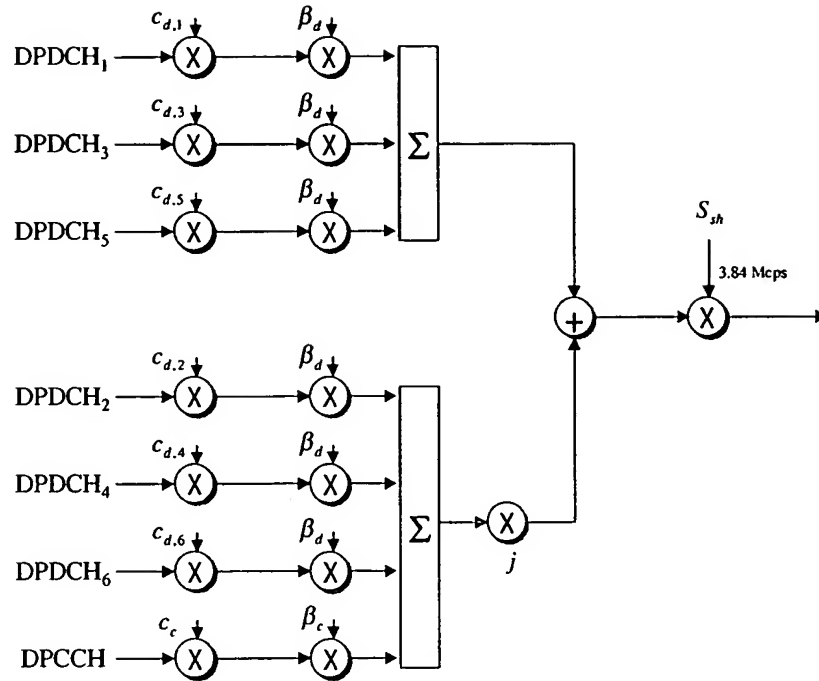 c_{d,1} β_d
DPDCH_1 X X
c_{d,3} β_d
DPDCH_3 X X Σ
c_{d,5} β_d
DPDCH_5 X X
S_{sh}
3.84 Mcps
+ X
c_{d,2} β_d
DPDCH_2 X X
c_{d,4} β_d
DPDCH_4 X X
Σ X
j
c_{d,6} β_d
DPDCH_6 X X
c_c β_c
DPCCH X X